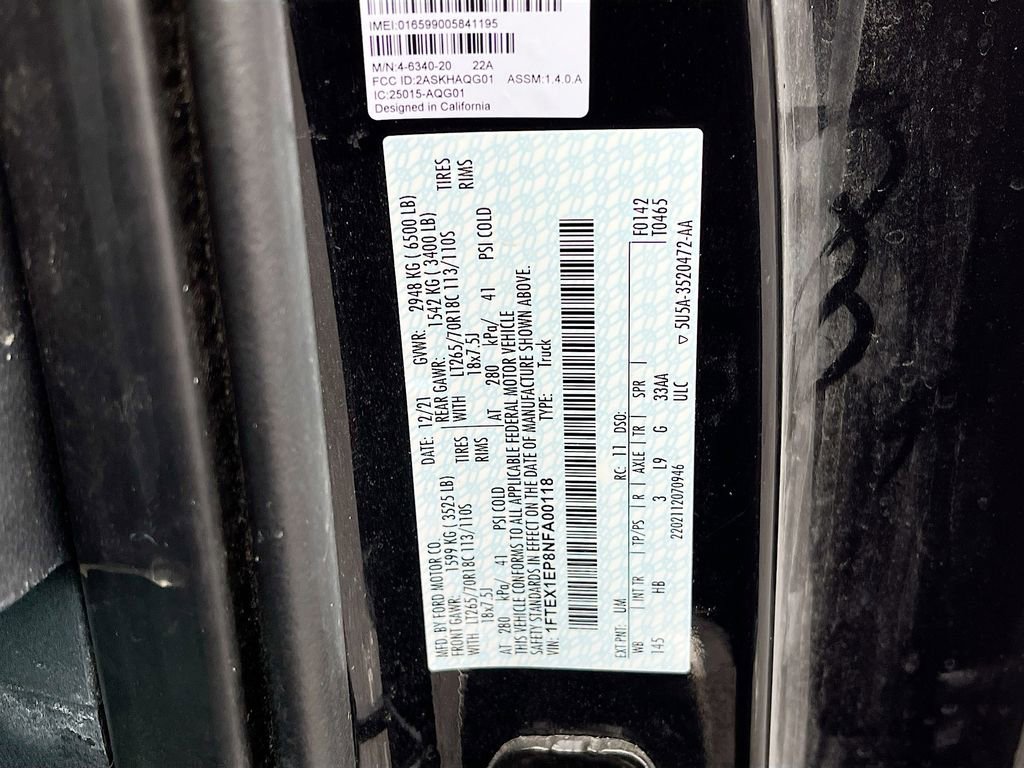 IMEI:016599005841195
M/N:4-6340-20 22A
FCC ID:2ASKHAQG01 ASSM:1.4.0.A
IC:25015-AQG01
Designed in California
MFD. BY FORD MOTOR CO.
DATE: 12/21 GVWR: 2948 KG ( 6500 LB)
FRONT GAWR: 1599 KG ( 3525 LB) REAR GAWR: 1542 KG ( 3400 LB)
WITH LT265/70R18C 113/110S TIRES WITH LT265/70R18C 113/110S TIRES
18x7.5J RIMS 18x7.5J RIMS
AT 280 kPa/ 41 PSI COLD AT 280 kPa/ 41 PSI COLD
THIS VEHICLE CONFORMS TO ALL APPLICABLE FEDERAL MOTOR VEHICLE
SAFETY STANDARDS IN EFFECT ON THE DATE OF MANUFACTURE SHOWN ABOVE.
VIN: 1FTEX1EP8NFA00118 TYPE: Truck
EXT PNT: UM RC: 11 DSO: F0142
WB INT TR TP/PS R AXLE TR SPR T0465
145 HB 3 L9 G 33AA
2202112070946 ULC
▽ 5U5A-3520472-AA